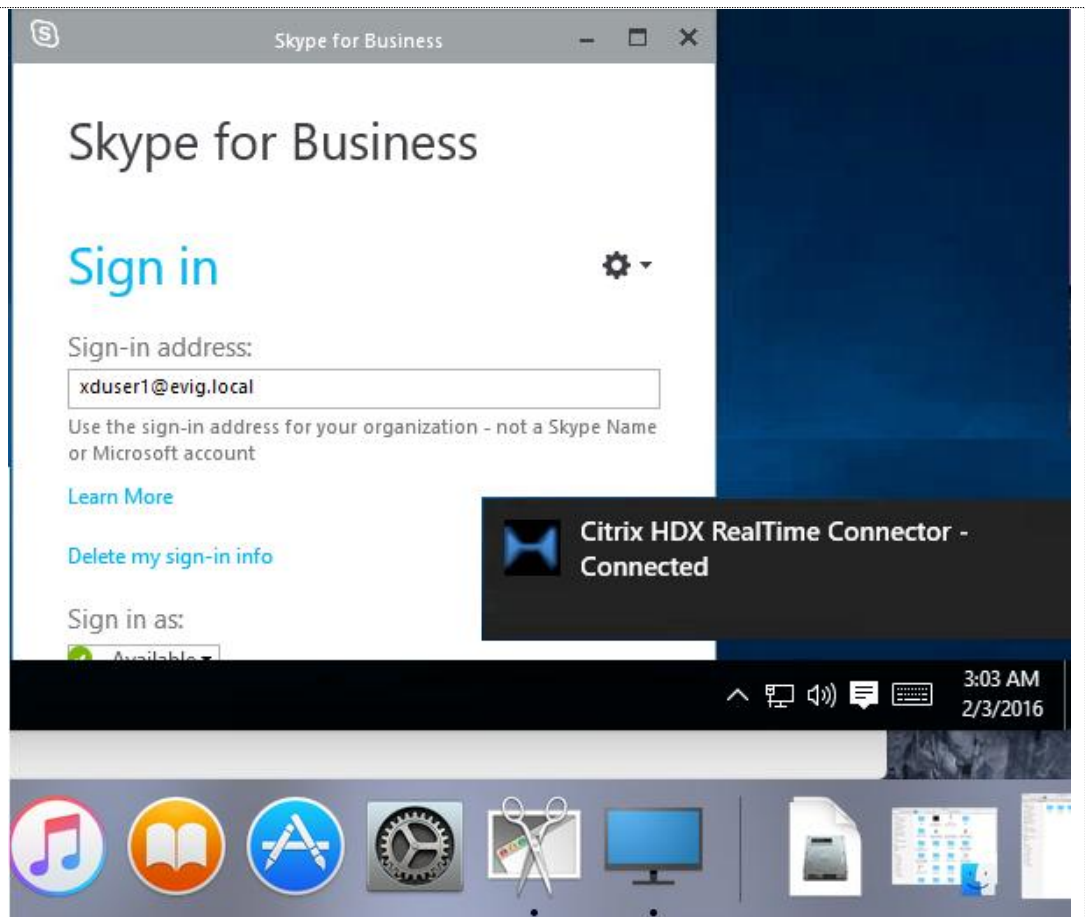 Skype for Business
Skype for Business
Sign in
Sign-in address:
xduser1@evig.local
Use the sign-in address for your organization - not a Skype Name
or Microsoft account
Learn More
Delete my sign-in info
Citrix HDX RealTime Connector -
Connected
Sign in as:
Available
3:03 AM
2/3/2016